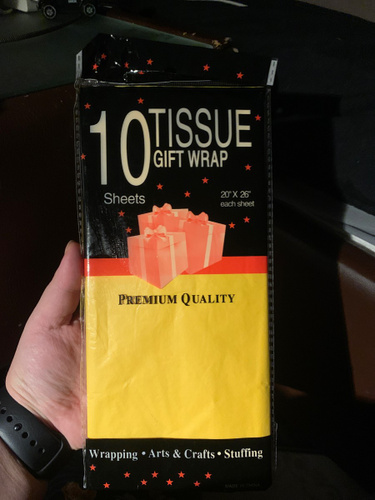 10 TISSUE
GIFT WRAP
Sheets
20" X 26"
each sheet
PREMIUM QUALITY
Wrapping • Arts & Crafts • Stuffing